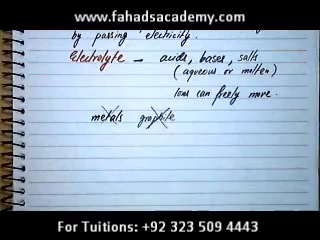 www.fahadsacademy.com
by passing electricity.
Electrolyte – acids, bases, salts
(aqueous or molten)
Ions can freely move.
metals graphite
For Tuitions: +92 323 509 4443